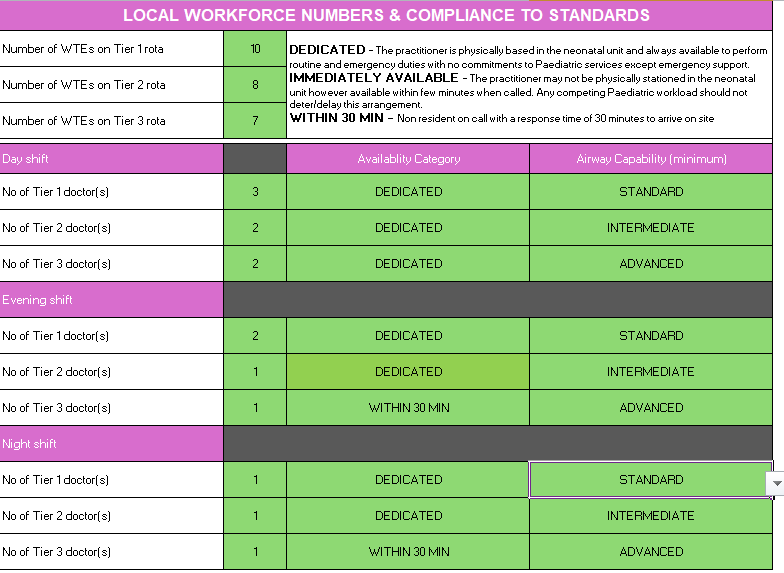 LOCAL WORKFORCE NUMBERS & COMPLIANCE TO STANDARDS
Number of WTEs on Tier 1 rota 10
Number of WTEs on Tier 2 rota 8
Number of WTEs on Tier 3 rota 7
DEDICATED – The practitioner is physically based in the neonatal unit and always available to perform
routine and emergency duties with no commitments to Paediatric services except emergency support.
IMMEDIATELY AVAILABLE – The practitioner may not be physically stationed in the neonatal
unit however available within few minutes when called. Any competing Paediatric workload should not
deter/delay this arrangement.
WITHIN 30 MIN – Non resident on call with a response time of 30 minutes to arrive on site
Day shift Availablity Category Airway Capability (minimum)
No of Tier 1 doctor(s) 3 DEDICATED STANDARD
No of Tier 2 doctor(s) 2 DEDICATED INTERMEDIATE
No of Tier 3 doctor(s) 2 DEDICATED ADVANCED
Evening shift
No of Tier 1 doctor(s) 2 DEDICATED STANDARD
No of Tier 2 doctor(s) 1 DEDICATED INTERMEDIATE
No of Tier 3 doctor(s) 1 WITHIN 30 MIN ADVANCED
Night shift
No of Tier 1 doctor(s) 1 DEDICATED STANDARD
No of Tier 2 doctor(s) 1 DEDICATED INTERMEDIATE
No of Tier 3 doctor(s) 1 WITHIN 30 MIN ADVANCED